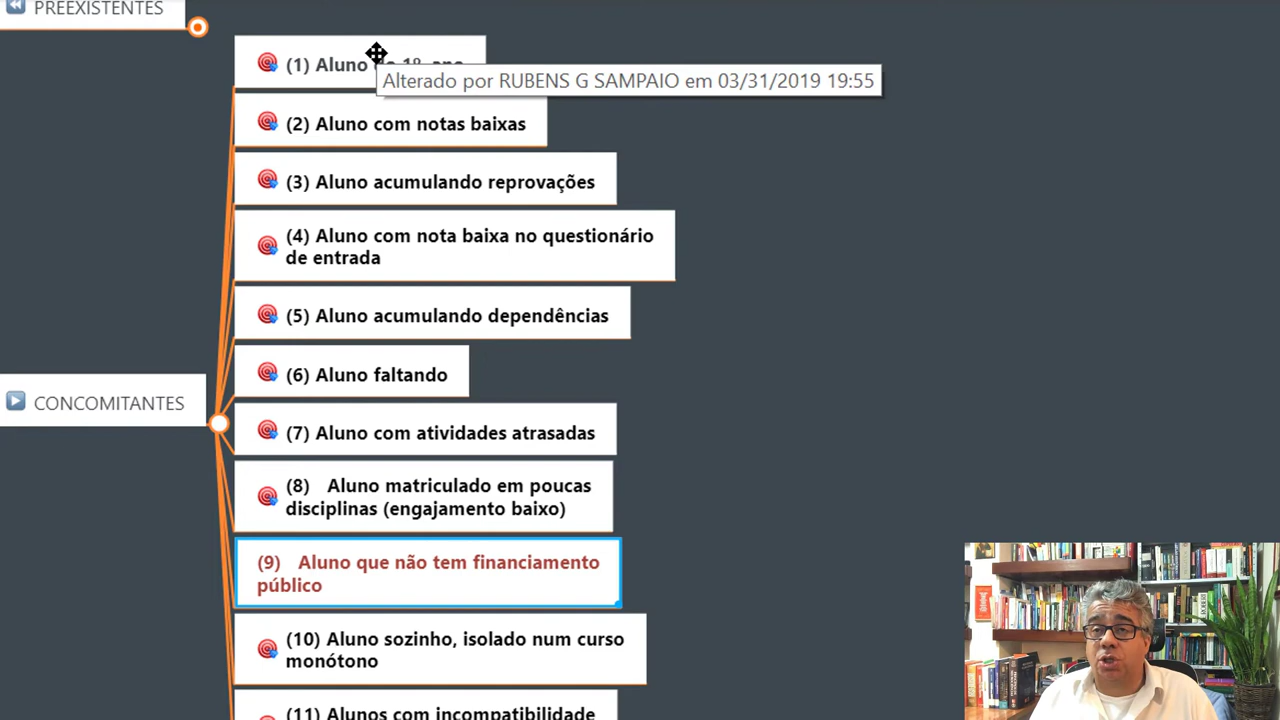 PREEXISTENTES
(1) Aluno
Alterado por RUBENS G SAMPAIO em 03/31/2019 19:55
(2) Aluno com notas baixas
(3) Aluno acumulando reprovações
(4) Aluno com nota baixa no questionário
de entrada
(5) Aluno acumulando dependências
(6) Aluno faltando
CONCOMITANTES
(7) Aluno com atividades atrasadas
(8) Aluno matriculado em poucas
disciplinas (engajamento baixo)
(9) Aluno que não tem financiamento
público
(10) Aluno sozinho, isolado num curso
monótono
(11) Alunos com incompatibilidade